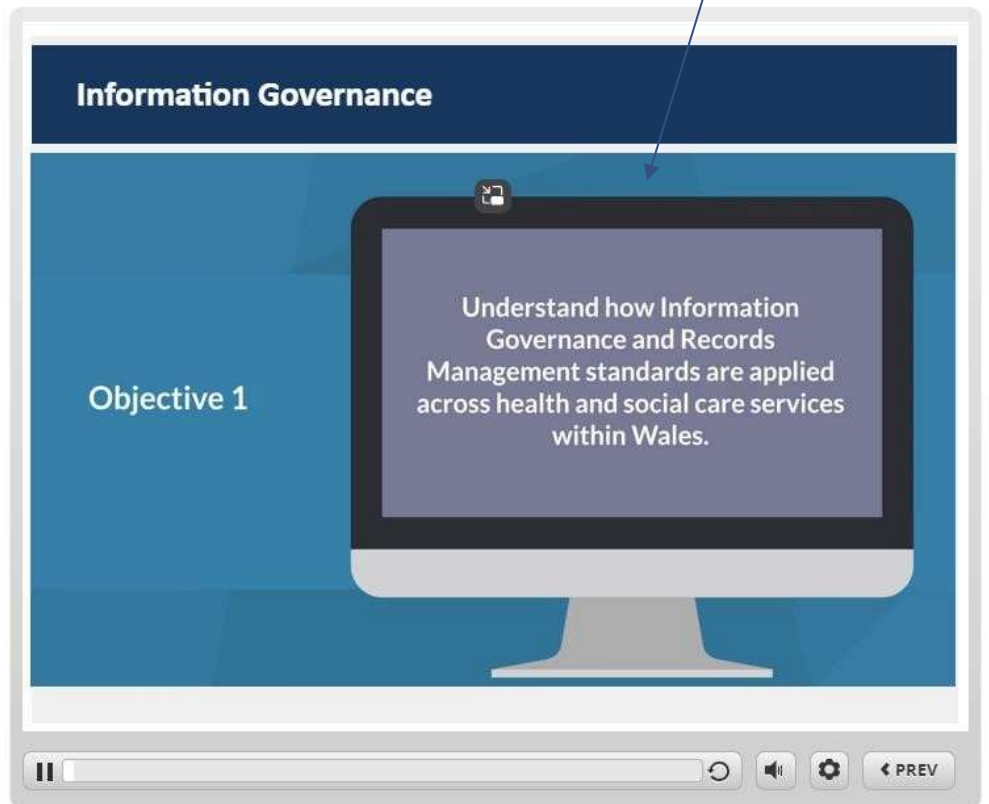 Information Governance
Objective 1
Understand how Information
Governance and Records
Management standards are applied
across health and social care services
within Wales.
PREV